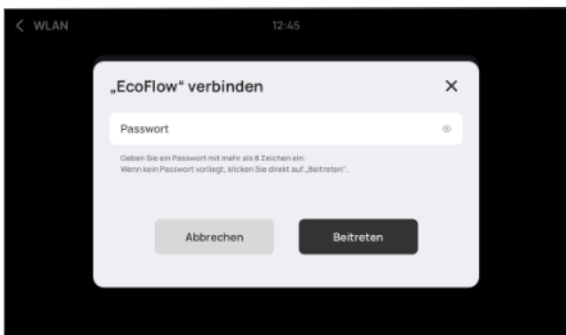 WLAN
12:45
„EcoFlow“ verbinden
Passwort
Geben Sie ein Passwort mit mehr als 8 Zeichen ein.
Wenn kein Passwort vorliegt, klicken Sie direkt auf „Beitreten“.
Abbrechen
Beitreten